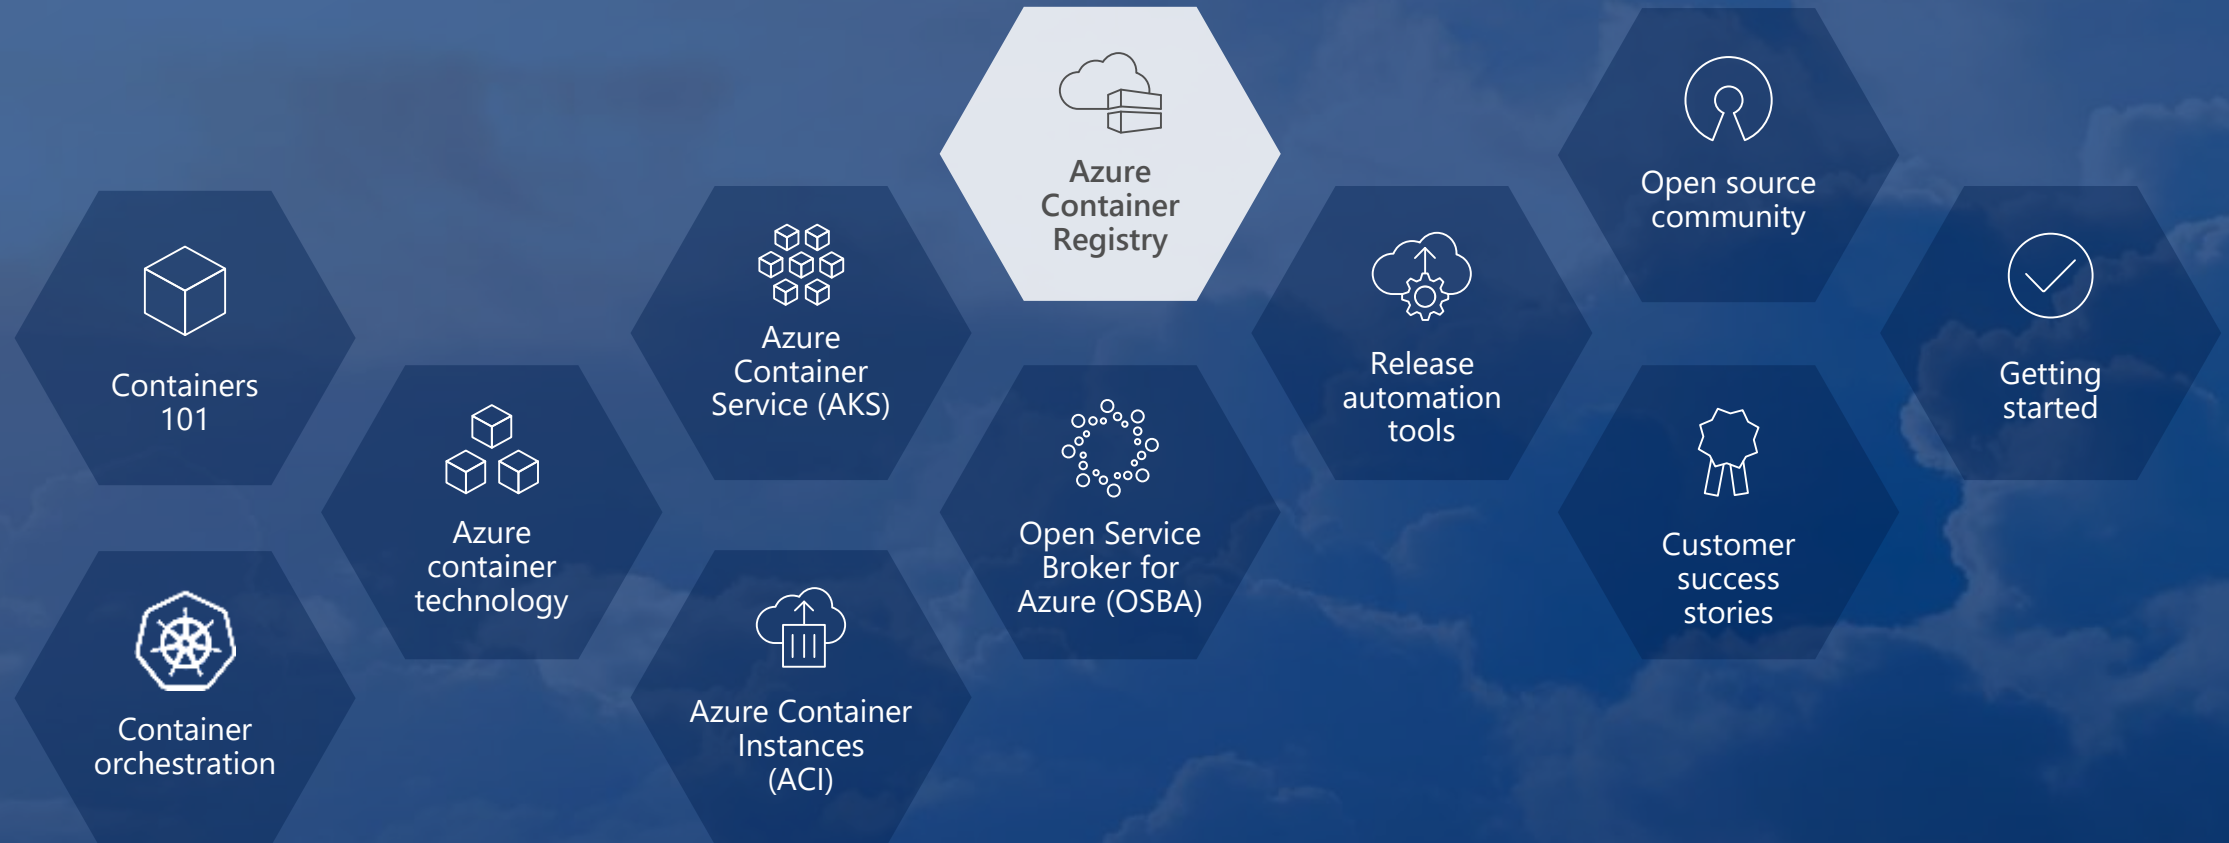 Containers
101
Container
orchestration
Azure
container
technology
Azure
Container
Service (AKS)
Azure Container
Instances
(ACI)
Azure
Container
Registry
Open Service
Broker for
Azure (OSBA)
Release
automation
tools
Open source
community
Customer
success
stories
Getting
started